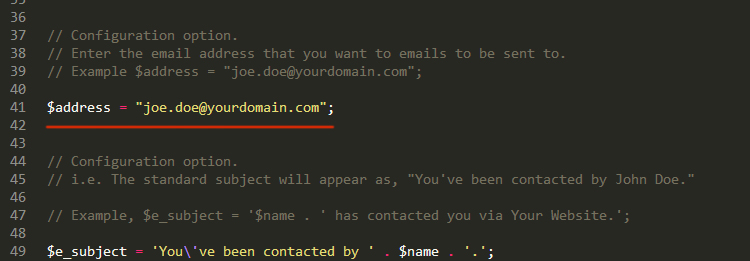 36
37 // Configuration option.
38 // Enter the email address that you want to emails to be sent to.
39 // Example $address = "joe.doe@yourdomain.com";
40
41 $address = "joe.doe@yourdomain.com";
42
43
44 // Configuration option.
45 // i.e. The standard subject will appear as, "You've been contacted by John Doe."
46
47 // Example, $e_subject = '$name . ' has contacted you via Your Website.';
48
49 $e_subject = 'You\'ve been contacted by ' . $name . '.';